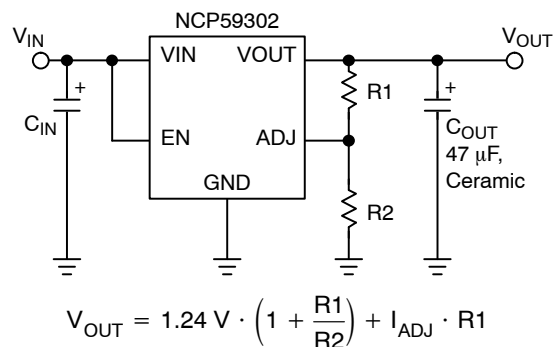 NCP59302
VIN
VOUT
VIN
VOUT
+
R1
+
CIN
EN
ADJ
COUT
47 μF,
Ceramic
GND
R2
VOUT = 1.24 V · (1 + R1/R2) + IADJ · R1